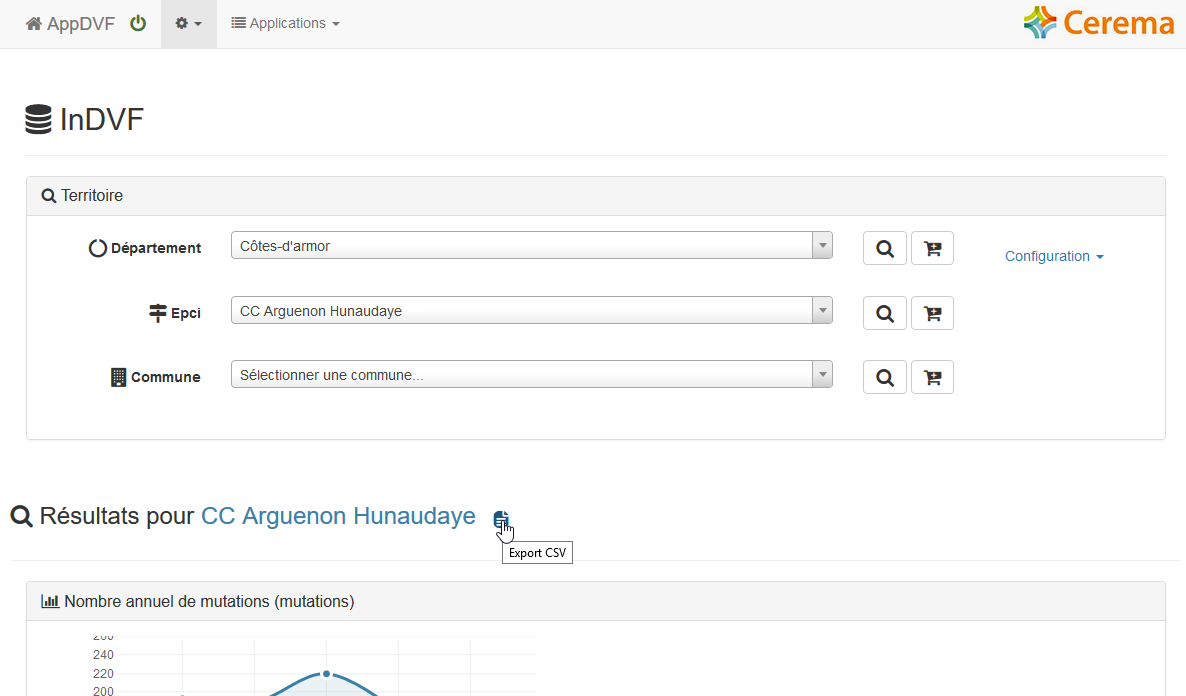 AppDVF
Applications
Cerema
InDVF
Territoire
Département
Côtes-d'armor
Configuration
Epci
CC Arguenon Hunaudaye
Commune
Sélectionner une commune...
Résultats pour CC Arguenon Hunaudaye
Export CSV
Nombre annuel de mutations (mutations)
260
240
220
200